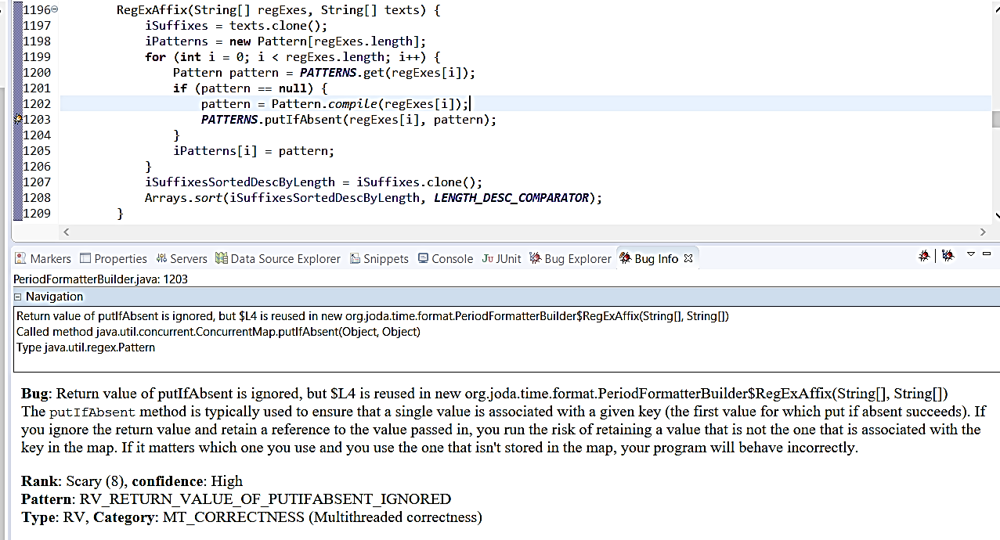 1196 RegExAffix(String[] regExes, String[] texts) {
1197 iSuffixes = texts.clone();
1198 iPatterns = new Pattern[regExes.length];
1199 for (int i = 0; i < regExes.length; i++) {
1200 Pattern pattern = PATTERNS.get(regExes[i]);
1201 if (pattern == null) {
1202 pattern = Pattern.compile(regExes[i]);
1203 PATTERNS.putIfAbsent(regExes[i], pattern);
1204 }
1205 iPatterns[i] = pattern;
1206 }
1207 iSuffixesSortedDescByLength = iSuffixes.clone();
1208 Arrays.sort(iSuffixesSortedDescByLength, LENGTH_DESC_COMPARATOR);
1209 }
Markers Properties Servers Data Source Explorer Snippets Console Ju JUnit Bug Explorer Bug Info
PeriodFormatterBuilder.java: 1203
Navigation
Return value of putIfAbsent is ignored, but $L4 is reused in new org.joda.time.format.PeriodFormatterBuilder$RegExAffix(String[], String[])
Called method java.util.concurrent.ConcurrentMap.putIfAbsent(Object, Object)
Type java.util.regex.Pattern
Bug: Return value of putIfAbsent is ignored, but $L4 is reused in new org.joda.time.format.PeriodFormatterBuilder$RegExAffix(String[], String[])
The putIfAbsent method is typically used to ensure that a single value is associated with a given key (the first value for which put if absent succeeds). If
you ignore the return value and retain a reference to the value passed in, you run the risk of retaining a value that is not the one that is associated with the
key in the map. If it matters which one you use and you use the one that isn't stored in the map, your program will behave incorrectly.
Rank: Scary (8), confidence: High
Pattern: RV_RETURN_VALUE_OF_PUTIFABSENT_IGNORED
Type: RV, Category: MT_CORRECTNESS (Multithreaded correctness)